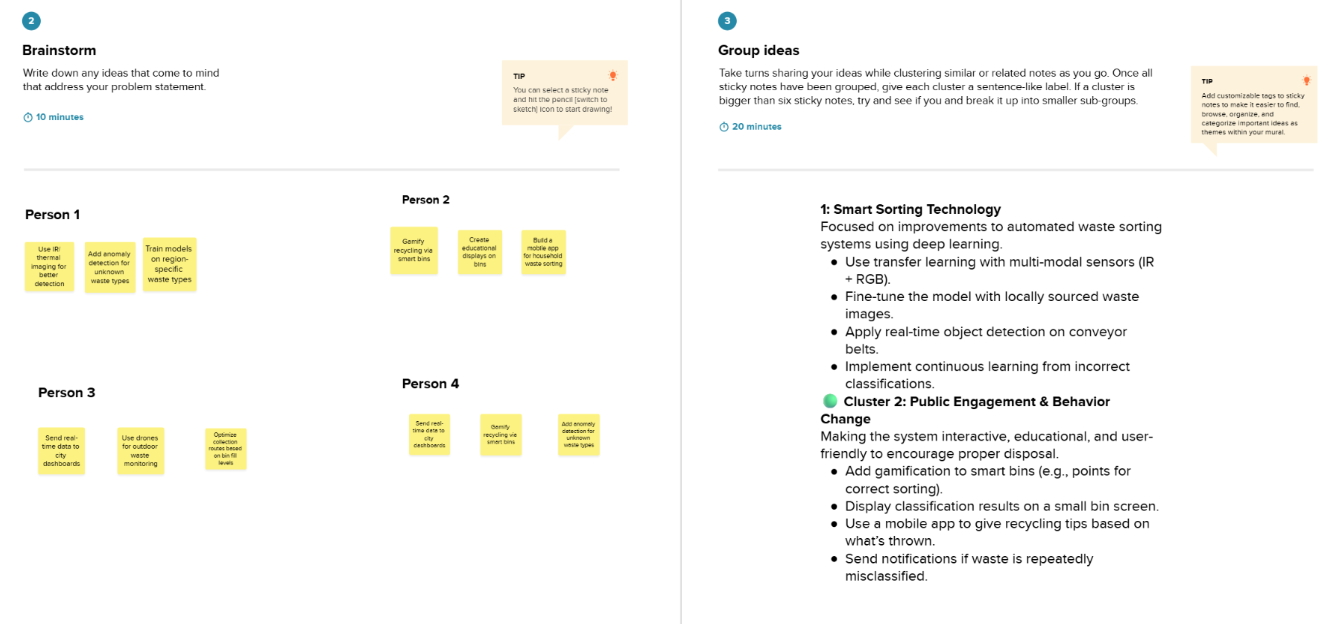 2
Brainstorm
Write down any ideas that come to mind
that address your problem statement.
10 minutes
TIP
You can select a sticky note
and hit the pencil [switch to
sketch] icon to start drawing!
Person 1
Use IR/
thermal
imaging for
better
detection
Add anomaly
detection for
unknown
waste types
Train models
on region-
specific
waste types
Person 2
Gamify
recycling via
smart bins
Create
educational
displays on
bins
Build a
mobile app
for household
waste sorting
Person 3
Send real-
time data to
city
dashboards
Use drones
for outdoor
waste
monitoring
Optimize
collection
routes based
on bin fill
levels
Person 4
Send real-
time data to
city
dashboards
Gamify
recycling via
smart bins
Add anomaly
detection for
unknown
waste types
3
Group ideas
Take turns sharing your ideas while clustering similar or related notes as you go. Once all
sticky notes have been grouped, give each cluster a sentence-like label. If a cluster is
bigger than six sticky notes, try and see if you and break it up into smaller sub-groups.
20 minutes
TIP
Add customizable tags to sticky
notes to make it easier to find,
browse, organize, and
categorize important ideas as
themes within your mural.
1: Smart Sorting Technology
Focused on improvements to automated waste sorting
systems using deep learning.
● Use transfer learning with multi-modal sensors (IR
+ RGB).
● Fine-tune the model with locally sourced waste
images.
● Apply real-time object detection on conveyor
belts.
● Implement continuous learning from incorrect
classifications.
Cluster 2: Public Engagement & Behavior
Change
Making the system interactive, educational, and user-
friendly to encourage proper disposal.
● Add gamification to smart bins (e.g., points for
correct sorting).
● Display classification results on a small bin screen.
● Use a mobile app to give recycling tips based on
what's thrown.
● Send notifications if waste is repeatedly
misclassified.